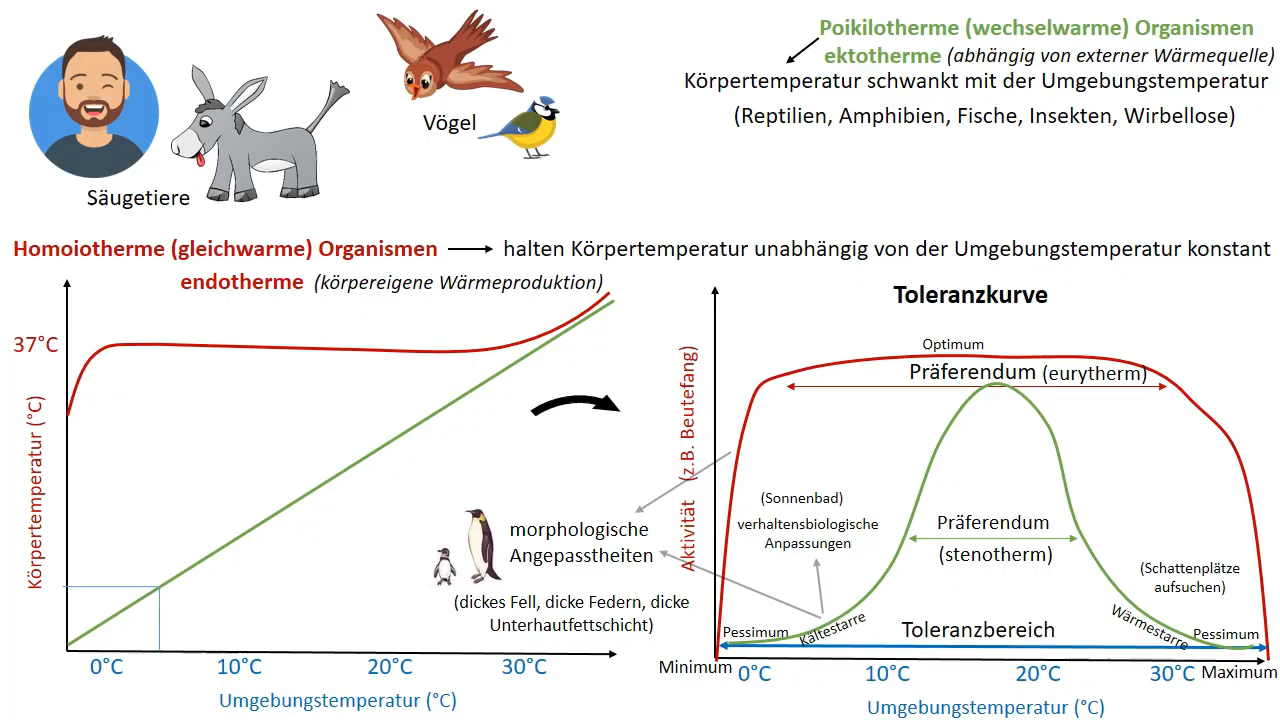 Poikilotherme (wechselwarme) Organismen
ektotherme (abhängig von externer Wärmequelle)
Körpertemperatur schwankt mit der Umgebungstemperatur
(Reptilien, Amphibien, Fische, Insekten, Wirbellose)
Vögel
Säugetiere
Homoiotherme (gleichwarme) Organismen
halten Körpertemperatur unabhängig von der Umgebungstemperatur konstant
endotherme (körpereigene Wärmeproduktion)
37°C
Körpertemperatur (°C)
0°C
10°C
20°C
30°C
Umgebungstemperatur (°C)
morphologische
Angepasstheiten
(dickes Fell, dicke Federn, dicke
Unterhautfettschicht)
Toleranzkurve
Aktivität (z.B. Beutefang)
Optimum
Präferendum (eurytherm)
(Sonnenbad)
verhaltensbiologische
Anpassungen
Präferendum
(stenotherm)
(Schattenplätze
aufsuchen)
Pessimum
Kältestarre
Toleranzbereich
Wärmestarre
Pessimum
Minimum
0°C
10°C
20°C
30°C
Maximum
Umgebungstemperatur (°C)